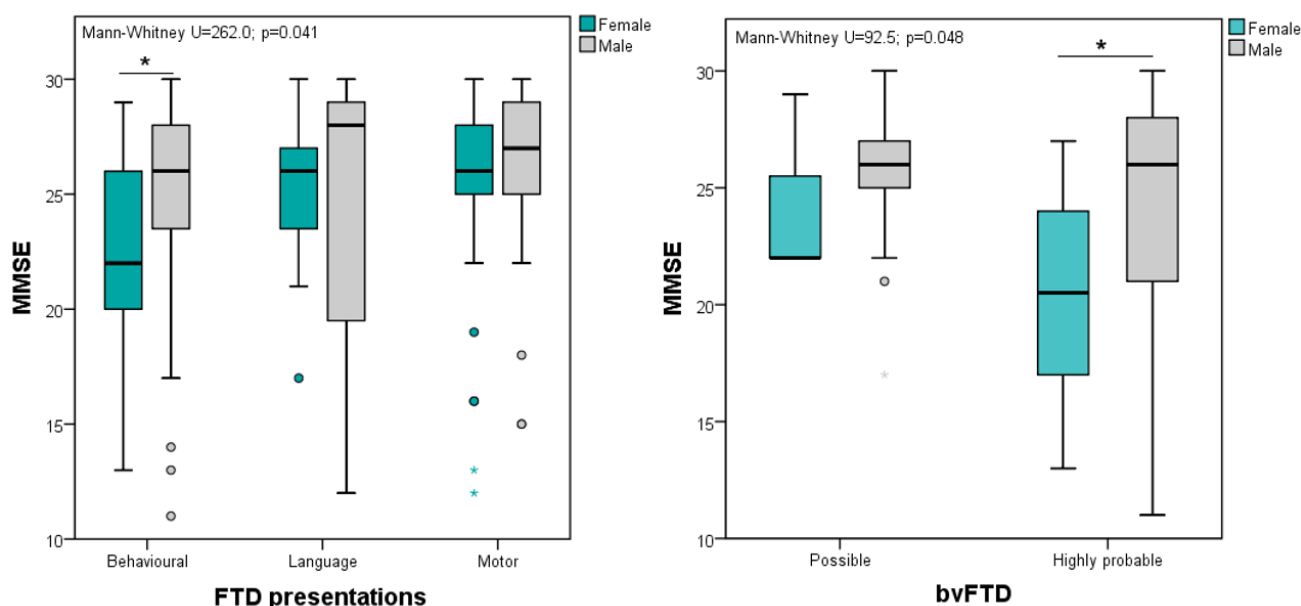 Mann-Whitney U=262.0; p=0.041
Female
Male
*
30
25
20
15
10
MMSE
Behavioural
Language
Motor
FTD presentations
Mann-Whitney U=92.5; p=0.048
Female
Male
*
30
25
20
15
10
MMSE
Possible
Highly probable
bvFTD